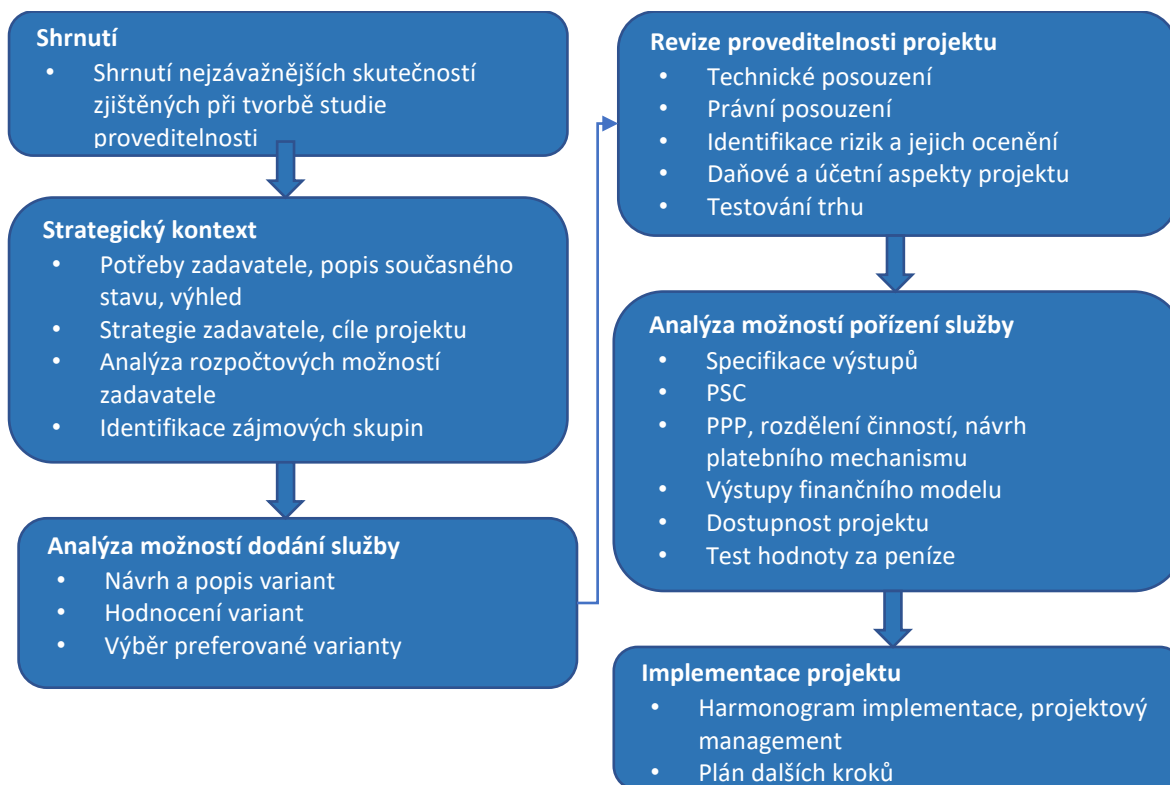 Shrnutí
• Shrnutí nejzávažnějších skutečností
zjištěných při tvorbě studie
proveditelnosti
Strategický kontext
• Potřeby zadavatele, popis současného
stavu, výhled
• Strategie zadavatele, cíle projektu
• Analýza rozpočtových možností
zadavatele
• Identifikace zájmových skupin
Analýza možností dodání služby
• Návrh a popis variant
• Hodnocení variant
• Výběr preferované varianty
Revize proveditelnosti projektu
• Technické posouzení
• Právní posouzení
• Identifikace rizik a jejich ocenění
• Daňové a účetní aspekty projektu
• Testování trhu
Analýza možností pořízení služby
• Specifikace výstupů
• PSC
• PPP, rozdělení činností, návrh
platebního mechanismu
• Výstupy finančního modelu
• Dostupnost projektu
• Test hodnoty za peníze
Implementace projektu
• Harmonogram implementace, projektový
management
• Plán dalších kroků